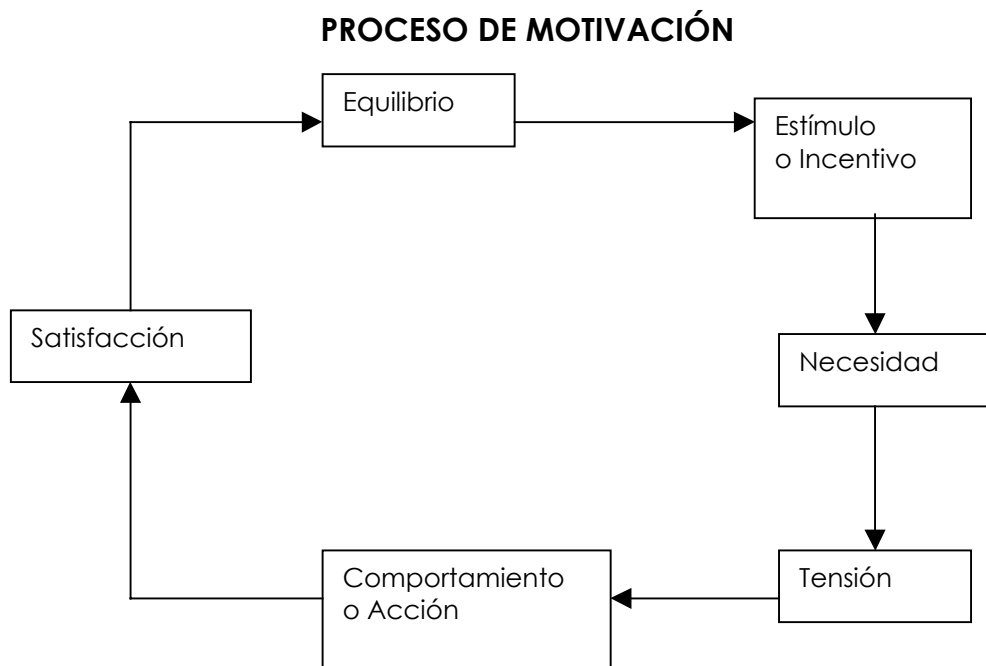 PROCESO DE MOTIVACIÓN
Equilibrio
Estímulo
o Incentivo
Satisfacción
Necesidad
Comportamiento
o Acción
Tensión